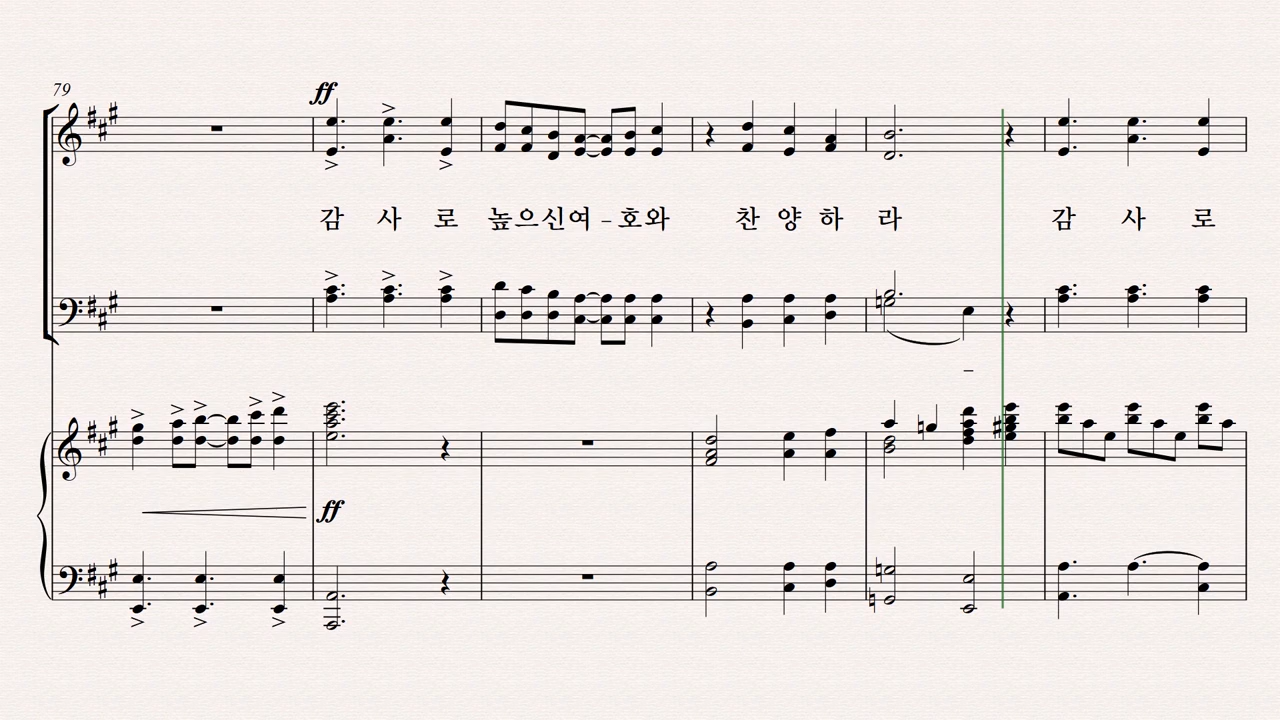 79
ff
감 사 로 높으신여 - 호와 찬 양 하 라 감 사 로
ff